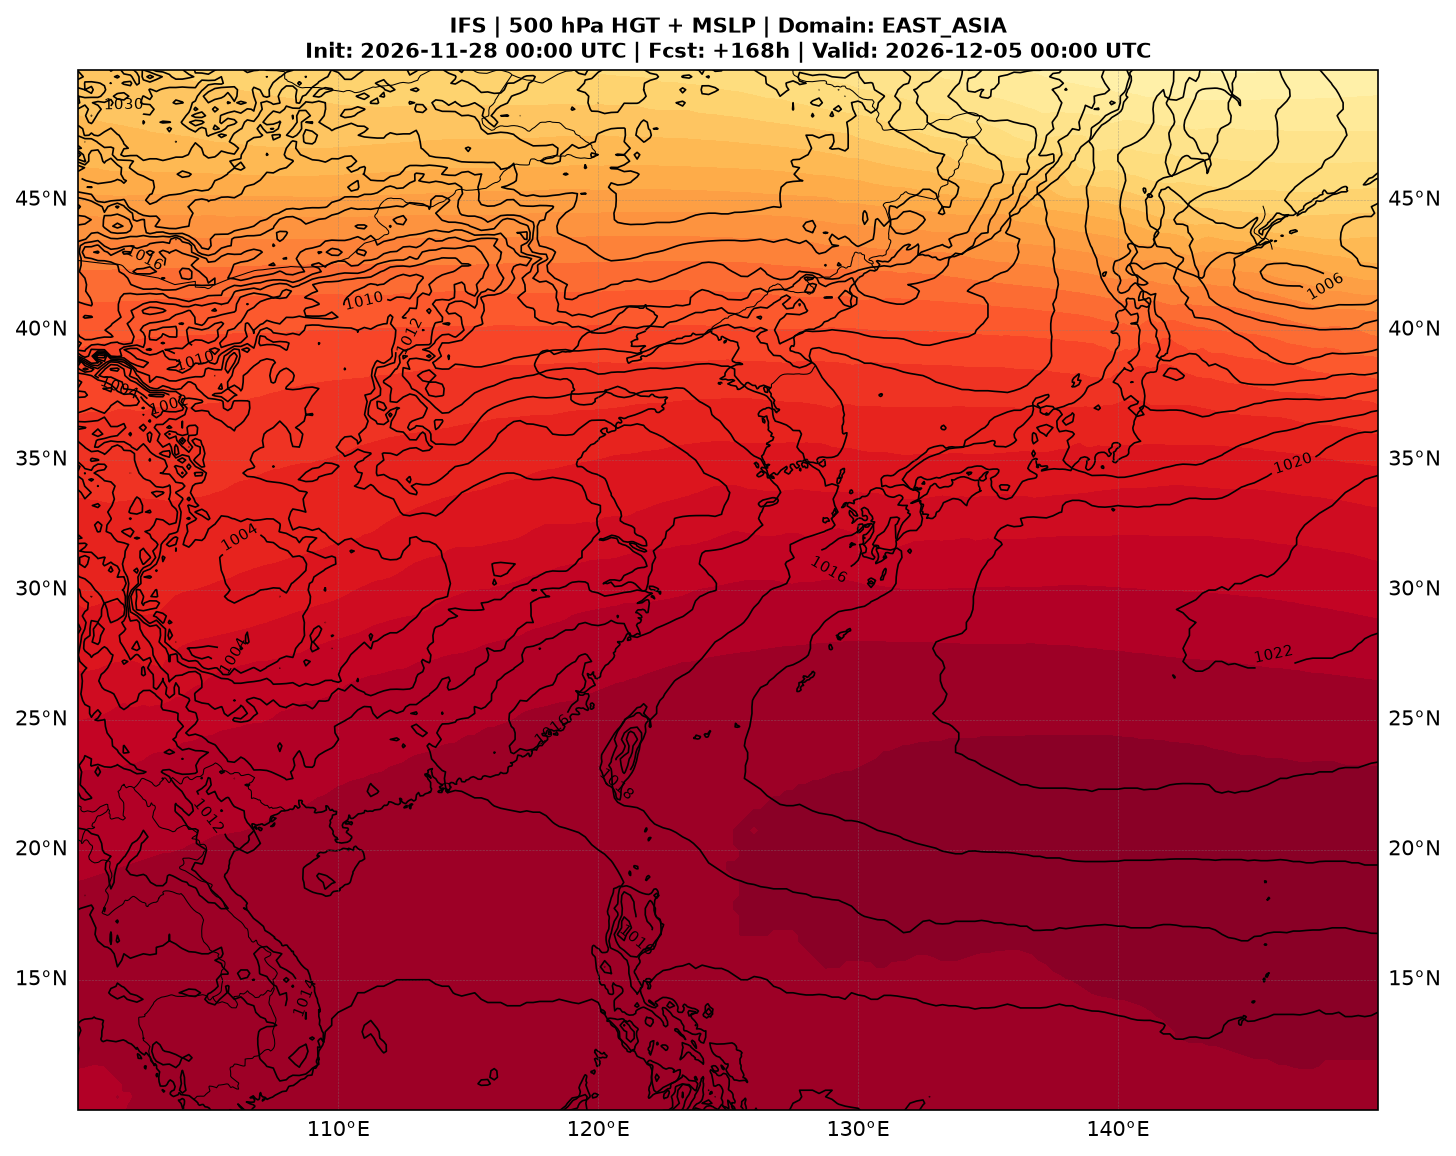 IFS | 500 hPa HGT + MSLP | Domain: EAST_ASIA
Init: 2026-11-28 00:00 UTC | Fcst: +168h | Valid: 2026-12-05 00:00 UTC
1030
45°N 45°N
1016
1006
1010
40°N 40°N
1012
1010
1004
35°N 35°N
1020
1004
1016
30°N 30°N
1004
1022
25°N 25°N
1016
1012
20°N 20°N
15°N 15°N
110°E 120°E 130°E 140°E